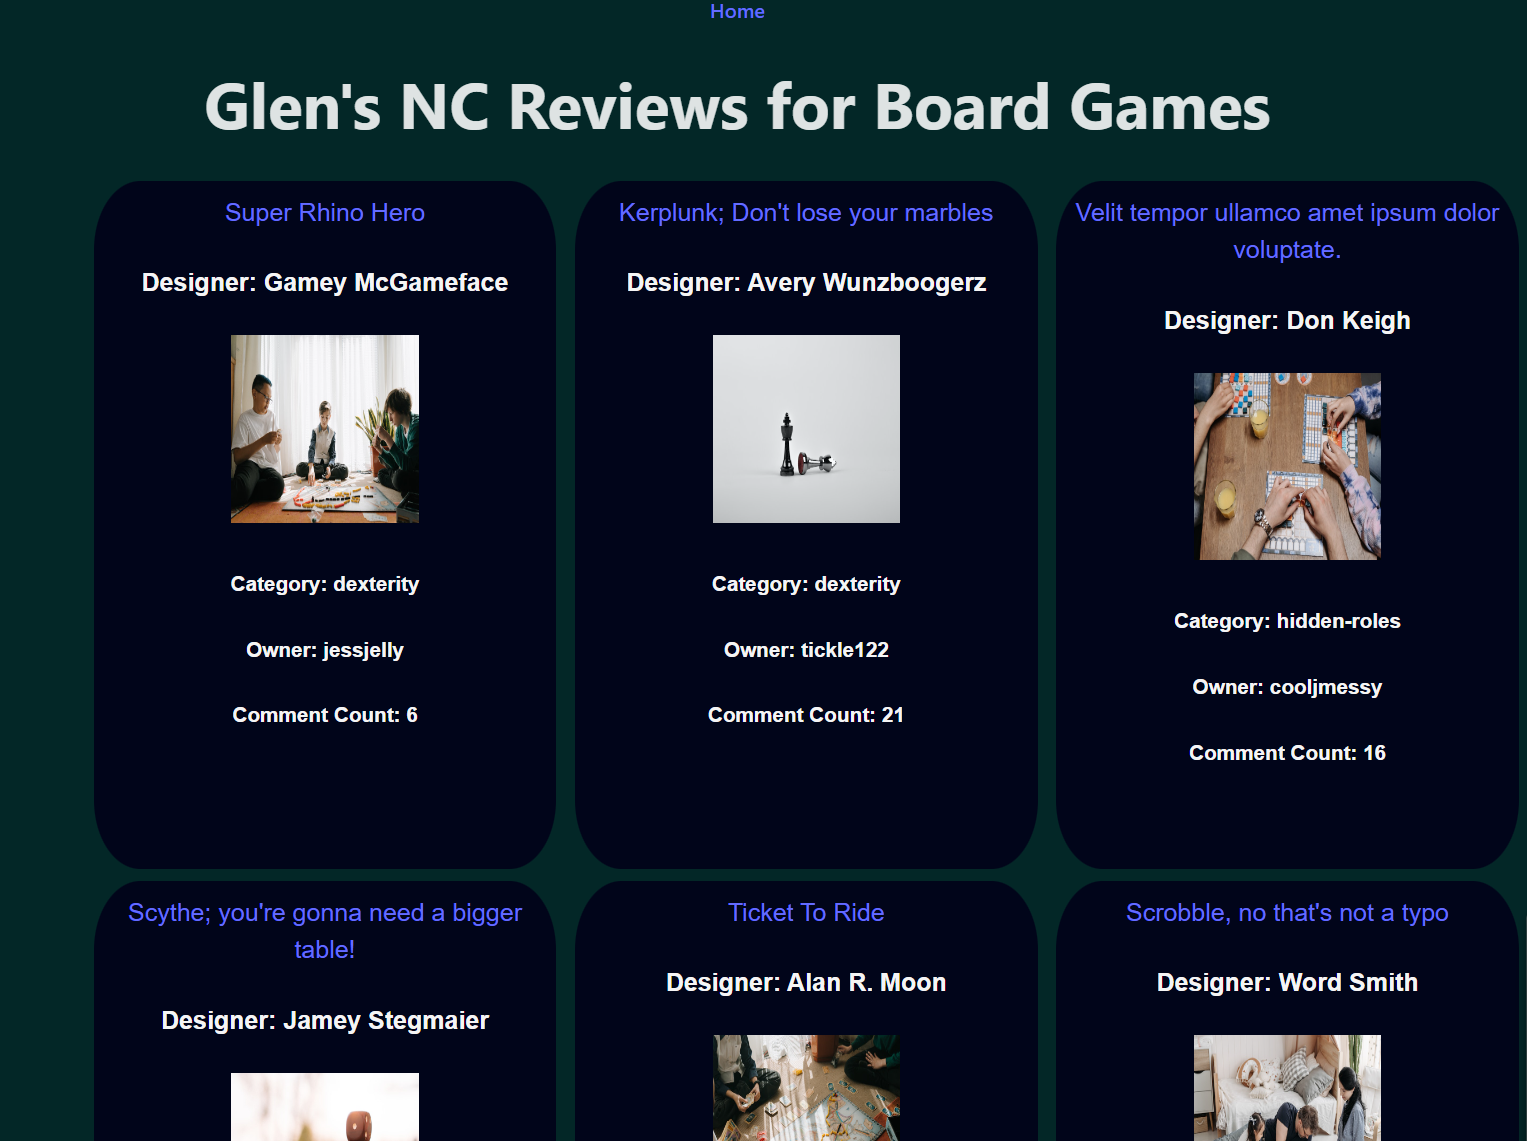 Home
Glen's NC Reviews for Board Games
Super Rhino Hero
Designer: Gamey McGameface
Category: dexterity
Owner: jessjelly
Comment Count: 6
Kerplunk; Don't lose your marbles
Designer: Avery Wunzboogerz
Category: dexterity
Owner: tickle122
Comment Count: 21
Velit tempor ullamco amet ipsum dolor
voluptate.
Designer: Don Keigh
Category: hidden-roles
Owner: cooljmessy
Comment Count: 16
Scythe; you're gonna need a bigger
table!
Designer: Jamey Stegmaier
Ticket To Ride
Designer: Alan R. Moon
Scrobble, no that's not a typo
Designer: Word Smith